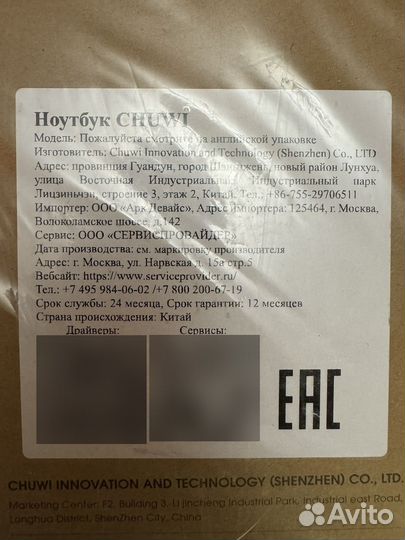 Ноутбук CHUWI
Модель: Пожалуйста смотрите на английской упаковке
Изготовитель: Chuwi Innovation and Technology (Shenzhen) Co., LTD
Адрес: провинция Гуандун, город Шэньчжень, новый район Лунхуа,
улица Восточная Индустриальная, Индустриальный парк
Лицзиньчэн, строение 3, этаж 2, Китай. Тел., +86-755-29706511
Импортер: ООО «Арк Девайс», Адрес импортера: 125464, г. Москва,
Волоколамское шоссе, д.142
Сервис: ООО «СЕРВИСПРОВАЙДЕР»
Дата производства: см. маркировку производителя
Адрес: г. Москва, ул. Нарвская д. 15а стр.5
Вебсайт: https://www.serviceprovider.ru/
Тел.: +7 495 984-06-02 /+7 800 200-67-19
Срок службы: 24 месяца, Срок гарантии: 12 месяцев
Страна происхождения: Китай
Драйверы: Сервисы:
EAC
CHUWI INNOVATION AND TECHNOLOGY (SHENZHEN) CO., LTD.
Marketing Center: F2, Building 3, Li jincheng Industrial Park, Industrial east Road,
Longhua District, ShenZhen City, China
Avito